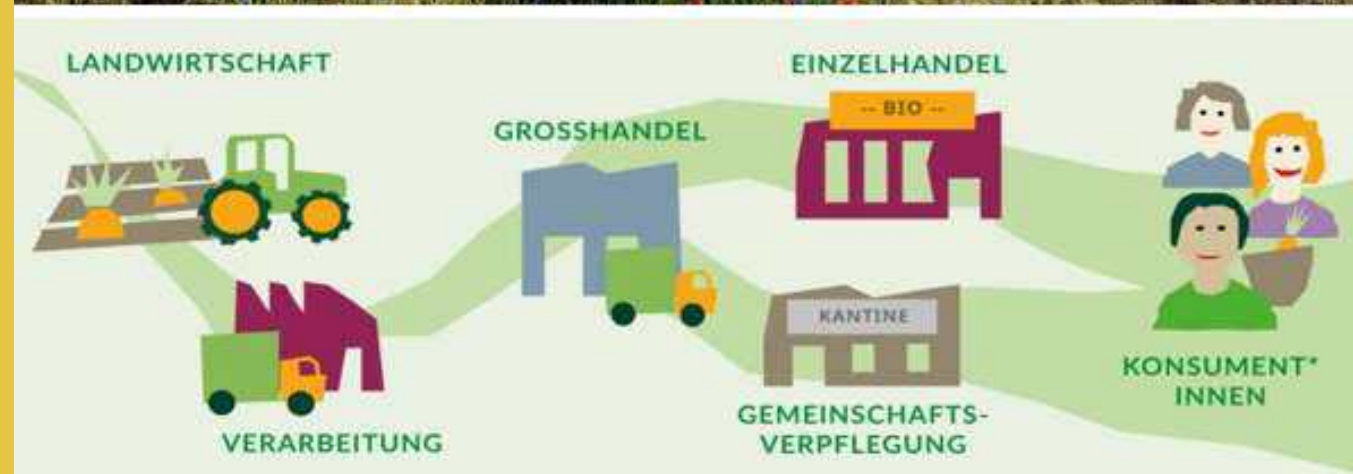 LANDWIRTSCHAFT
EINZELHANDEL
-- BIO --
GROSSHANDEL
KANTINE
KONSUMENT*
INNEN
GEMEINSCHAFTS-
VERPFLEGUNG
VERARBEITUNG